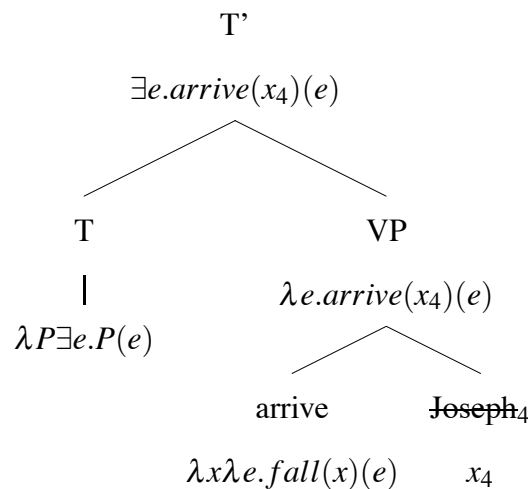 T’
∃e.arrive(x₄)(e)
T VP
λP∃e.P(e) λe.arrive(x₄)(e)
arrive Joseph₄
λxλe.fall(x)(e) x₄